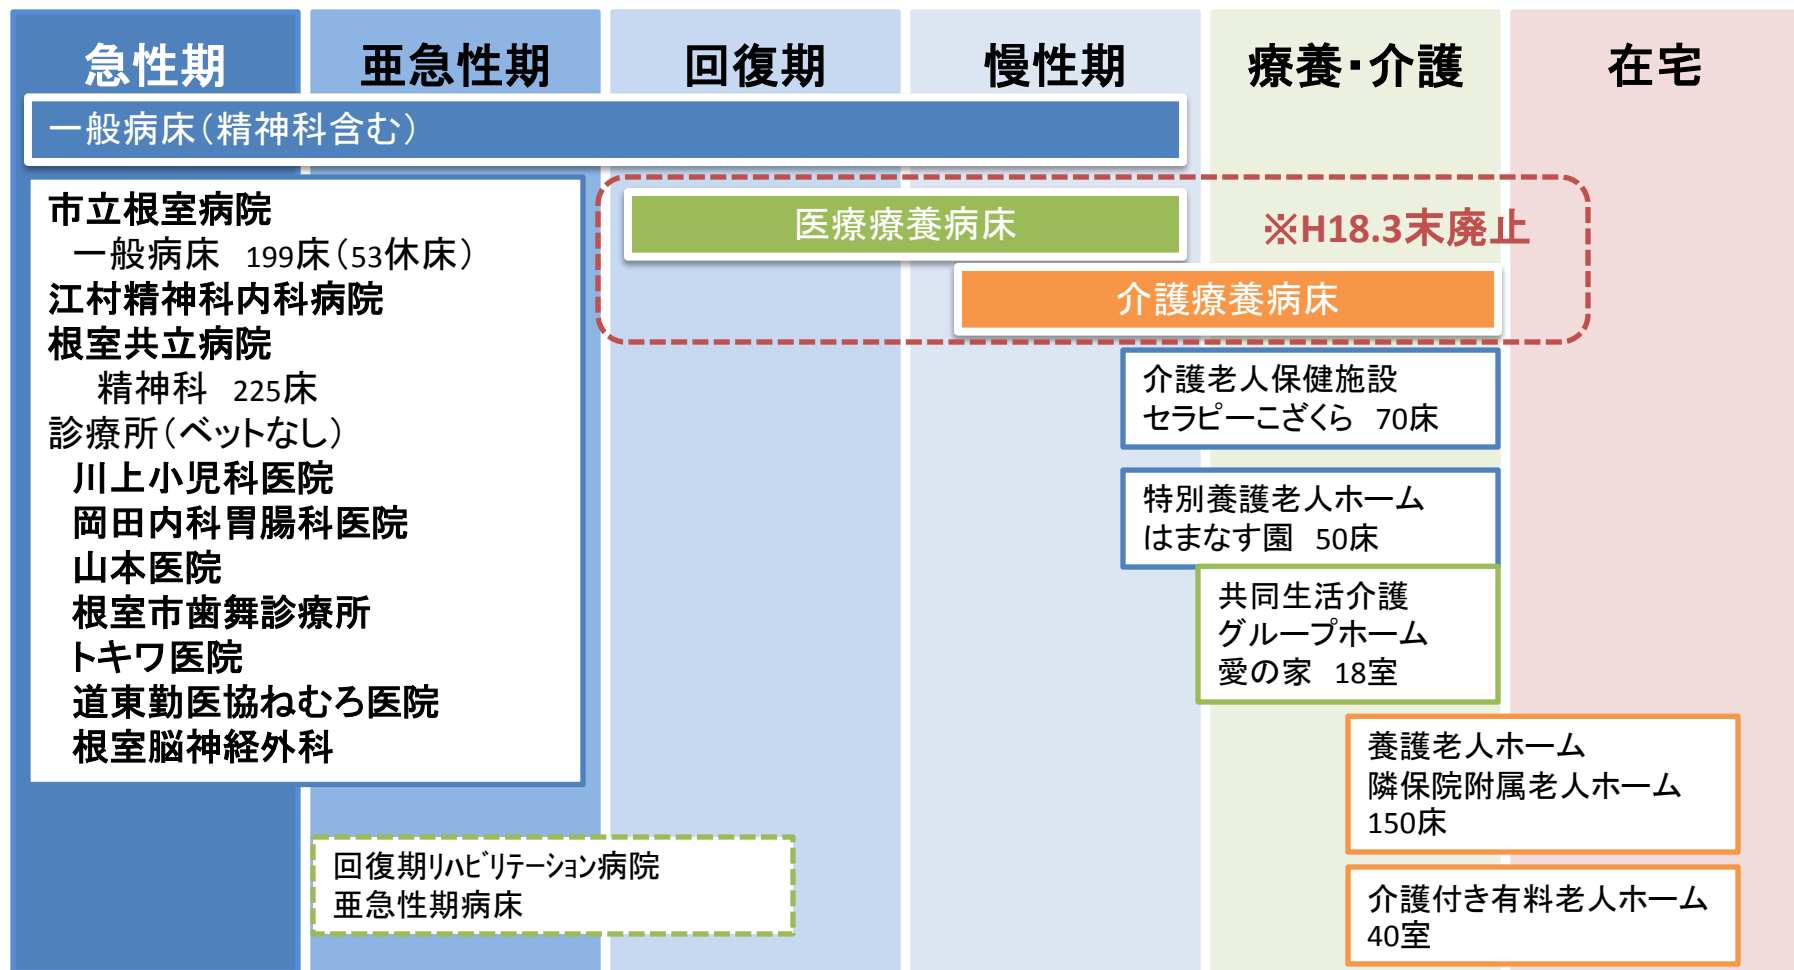 急性期
亜急性期
回復期
慢性期
療養・介護
在宅
一般病床（精神科含む）
市立根室病院
一般病床 199床（53休床）
江村精神科内科病院
根室共立病院
精神科 225床
診療所（ベットなし）
川上小児科医院
岡田内科胃腸科医院
山本医院
根室市歯舞診療所
トキワ医院
道東勤医協ねむろ医院
根室脳神経外科
医療療養病床
※H18.3末廃止
介護療養病床
介護老人保健施設
セラピーこざくら 70床
特別養護老人ホーム
はまなす園 50床
共同生活介護
グループホーム
愛の家 18室
養護老人ホーム
隣保院附属老人ホーム
150床
介護付き有料老人ホーム
40室
回復期ﾘﾊﾋﾞﾘﾃｰｼｮﾝ病院
亜急性期病床